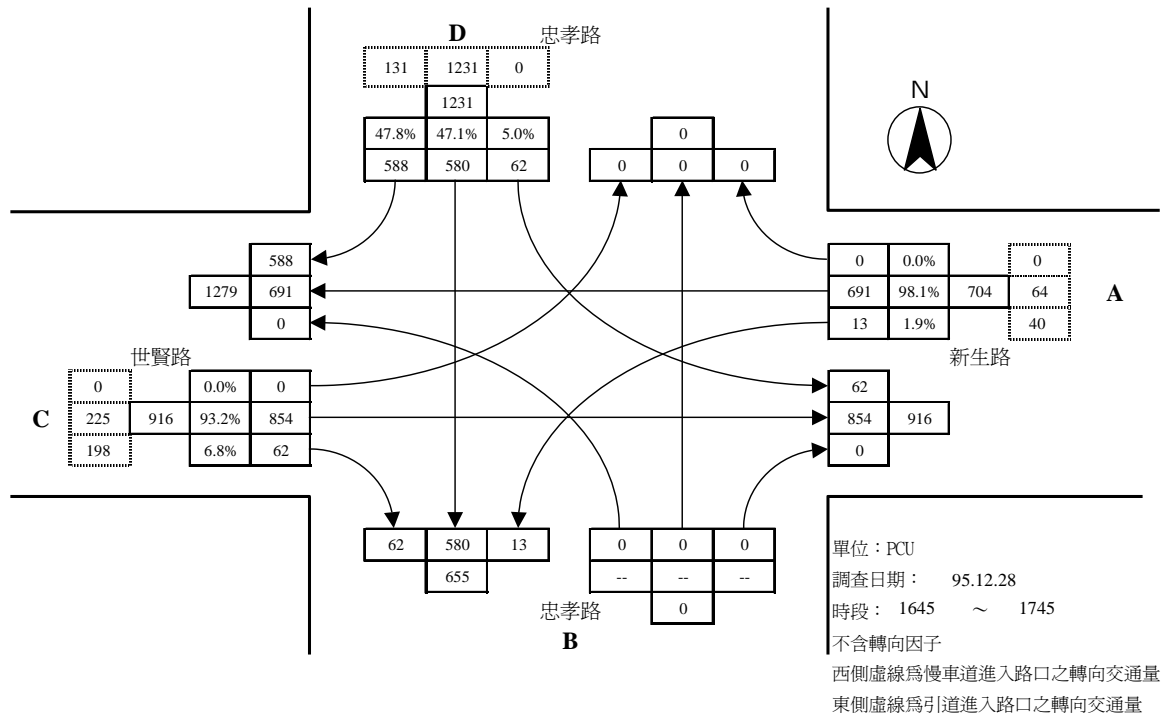 D 忠孝路
131 1231 0
1231
47.8% 47.1% 5.0%
588 580 62
0
0 0 0
N
588
1279 691
0
0 0.0% 0
691 98.1% 704 64
13 1.9% 40
A
新生路
世賢路
0 0.0% 0
C 225 916 93.2% 854
198 6.8% 62
62
854 916
0
62 580 13
655
0 0 0
-- -- --
0
忠孝路
B
單位：PCU
調查日期： 95.12.28
時段： 1645 ～ 1745
不含轉向因子
西側虛線爲慢車道進入路口之轉向交通量
東側虛線爲引道進入路口之轉向交通量